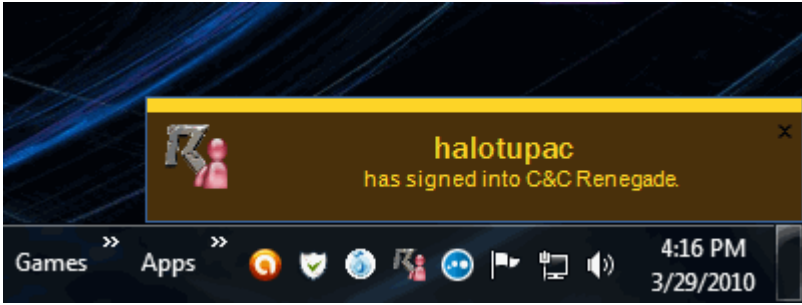 halotupac
has signed into C&C Renegade.
Games »
Apps »
4:16 PM
3/29/2010